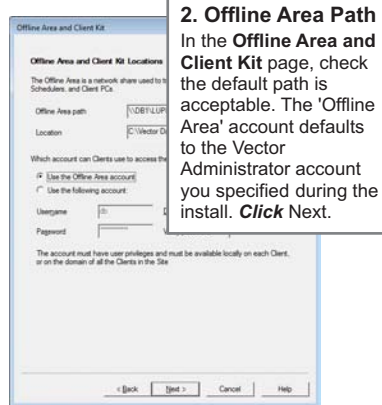 Offline Area and Client Kit
Offline Area and Client Kit Locations
The Offline Area is a network share used to
Schedulers, and Client PCs.
Offline Area path
\\DB1\LUP
Location
C:\Vector D
Which account can Clients use to access the
Use the Offline Area account
Use the following account:
Username
Password
The account must have user privileges and must be available locally on each Client,
or on the domain of all the Clients in the Site
< Back
Next >
Cancel
Help
2. Offline Area Path
In the Offline Area and
Client Kit page, check
the default path is
acceptable. The 'Offline
Area' account defaults
to the Vector
Administrator account
you specified during the
install. Click Next.